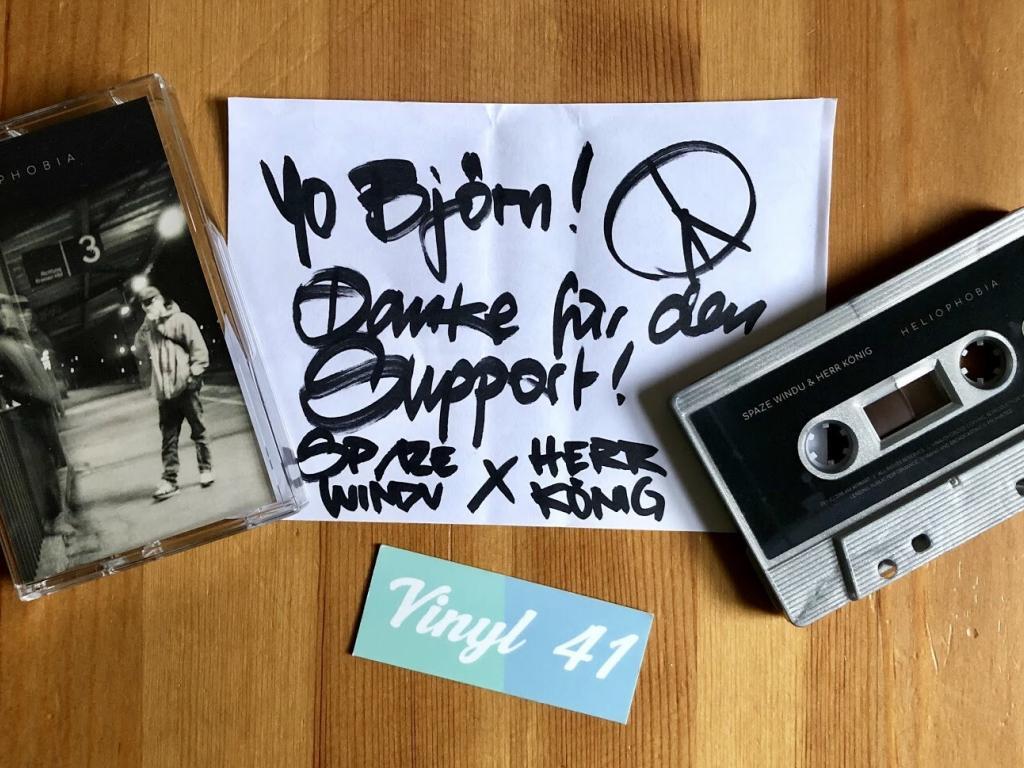 PHOBIA
3
Yo Björn!
Danke für den
Support!
SPAZE
WINDU X HERR
KÖNIG
HELIOPHOBIA
SPAZE WINDU & HERR KÖNIG
Vinyl 41